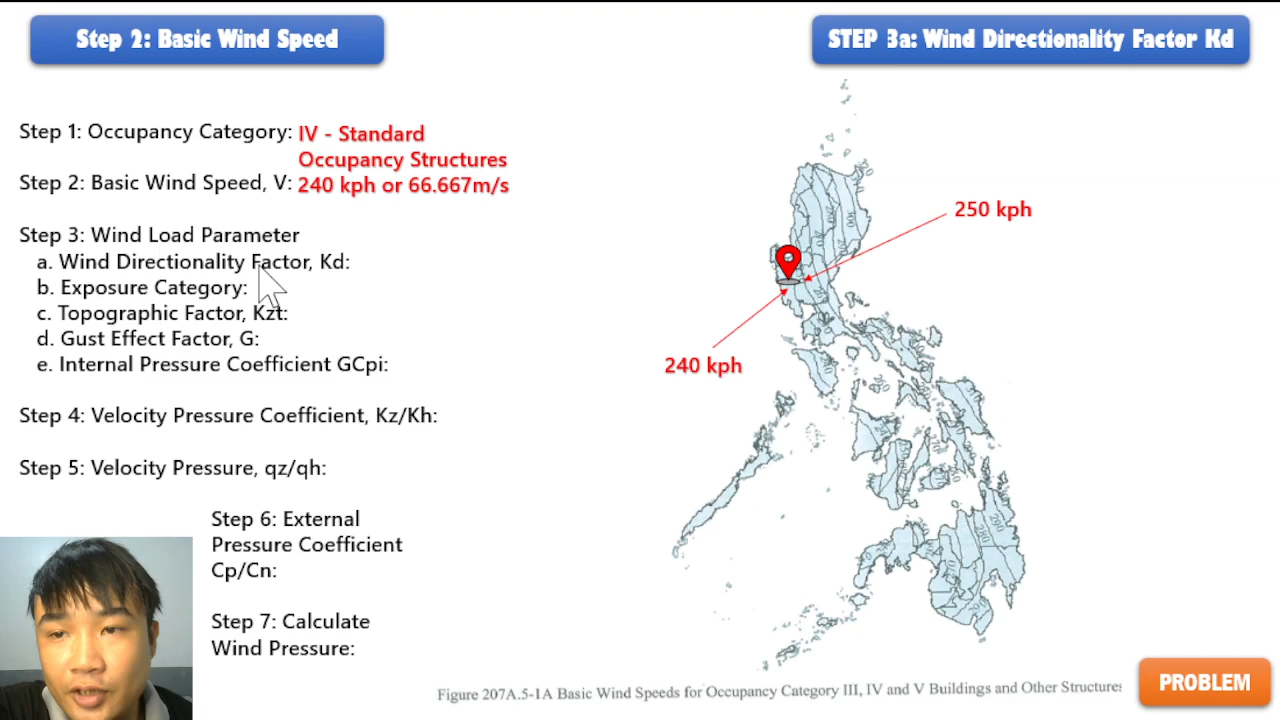 Step 2: Basic Wind Speed
STEP 3a: Wind Directionality Factor Kd
Step 1: Occupancy Category: IV - Standard
Occupancy Structures
Step 2: Basic Wind Speed, V: 240 kph or 66.667m/s
Step 3: Wind Load Parameter
a. Wind Directionality Factor, Kd:
b. Exposure Category:
c. Topographic Factor, Kzt:
d. Gust Effect Factor, G:
e. Internal Pressure Coefficient GCpi:
Step 4: Velocity Pressure Coefficient, Kz/Kh:
Step 5: Velocity Pressure, qz/qh:
Step 6: External
Pressure Coefficient
Cp/Cn:
Step 7: Calculate
Wind Pressure:
250 kph
240 kph
Figure 207A.5-1A Basic Wind Speeds for Occupancy Category III, IV and V Buildings and Other Structures
PROBLEM